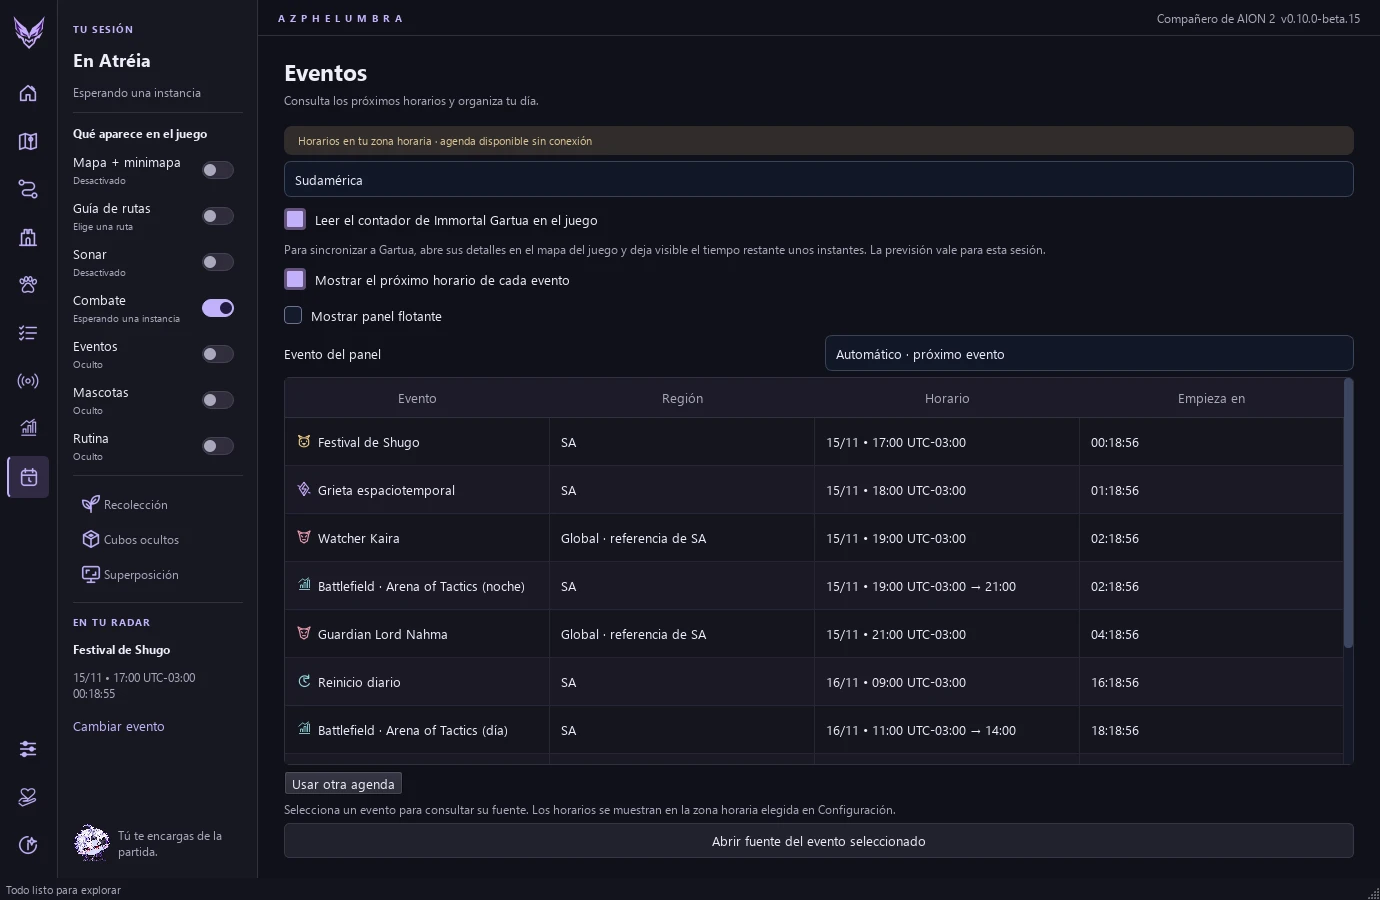 AZPHELUMBRA
Compañero de AION 2 v0.10.0-beta.15
TU SESIÓN
En Atréia
Esperando una instancia
Qué aparece en el juego
Mapa + minimapa
Desactivado
Guía de rutas
Elige una ruta
Sonar
Desactivado
Combate
Esperando una instancia
Eventos
Oculto
Mascotas
Oculto
Rutina
Oculto
Recolección
Cubos ocultos
Superposición
EN TU RADAR
Festival de Shugo
15/11 • 17:00 UTC-03:00
00:18:55
Cambiar evento
Tú te encargas de la
partida.
Eventos
Consulta los próximos horarios y organiza tu día.
Horarios en tu zona horaria · agenda disponible sin conexión
Sudamérica
Leer el contador de Immortal Gartua en el juego
Para sincronizar a Gartua, abre sus detalles en el mapa del juego y deja visible el tiempo restante unos instantes. La previsión vale para esta sesión.
Mostrar el próximo horario de cada evento
Mostrar panel flotante
Evento del panel
Automático · próximo evento
Evento Región Horario Empieza en
Festival de Shugo SA 15/11 • 17:00 UTC-03:00 00:18:56
Grieta espaciotemporal SA 15/11 • 18:00 UTC-03:00 01:18:56
Watcher Kaira Global · referencia de SA 15/11 • 19:00 UTC-03:00 02:18:56
Battlefield · Arena of Tactics (noche) SA 15/11 • 19:00 UTC-03:00 → 21:00 02:18:56
Guardian Lord Nahma Global · referencia de SA 15/11 • 21:00 UTC-03:00 04:18:56
Reinicio diario SA 16/11 • 09:00 UTC-03:00 16:18:56
Battlefield · Arena of Tactics (día) SA 16/11 • 11:00 UTC-03:00 → 14:00 18:18:56
Usar otra agenda
Selecciona un evento para consultar su fuente. Los horarios se muestran en la zona horaria elegida en Configuración.
Abrir fuente del evento seleccionado
Todo listo para explorar